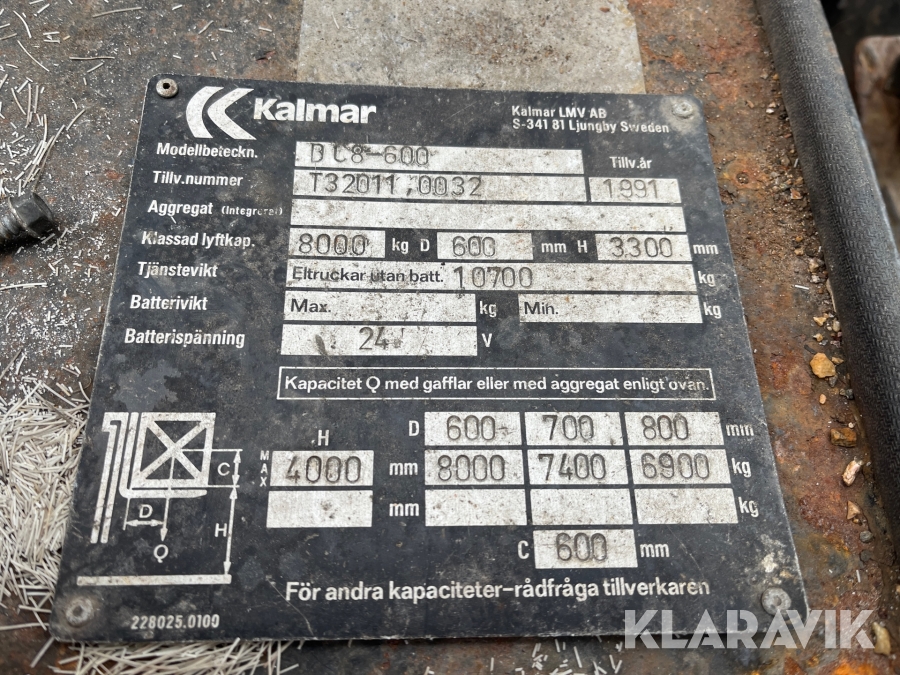 Kalmar
Kalmar LMV AB
S-341 81 Ljungby Sweden
Modellbeteckn. DC8-600 Tillv.år
Tillv.nummer T32011,0032 1991
Aggregat (integrerat)
Klassad lyftkap. 8000 kg D 600 mm H 3300 mm
Tjänstevikt Eltruckar utan batt. 10700 kg
Batterivikt Max. kg Min. kg
Batterispänning 24 V
Kapacitet Q med gafflar eller med aggregat enligt ovan.
H D 600 700 800 mm
MAX 4000 mm 8000 7400 6900 kg
mm kg
C 600 mm
C
D
H
Q
För andra kapaciteter-rådfråga tillverkaren
228025.0100
KLARAVIK